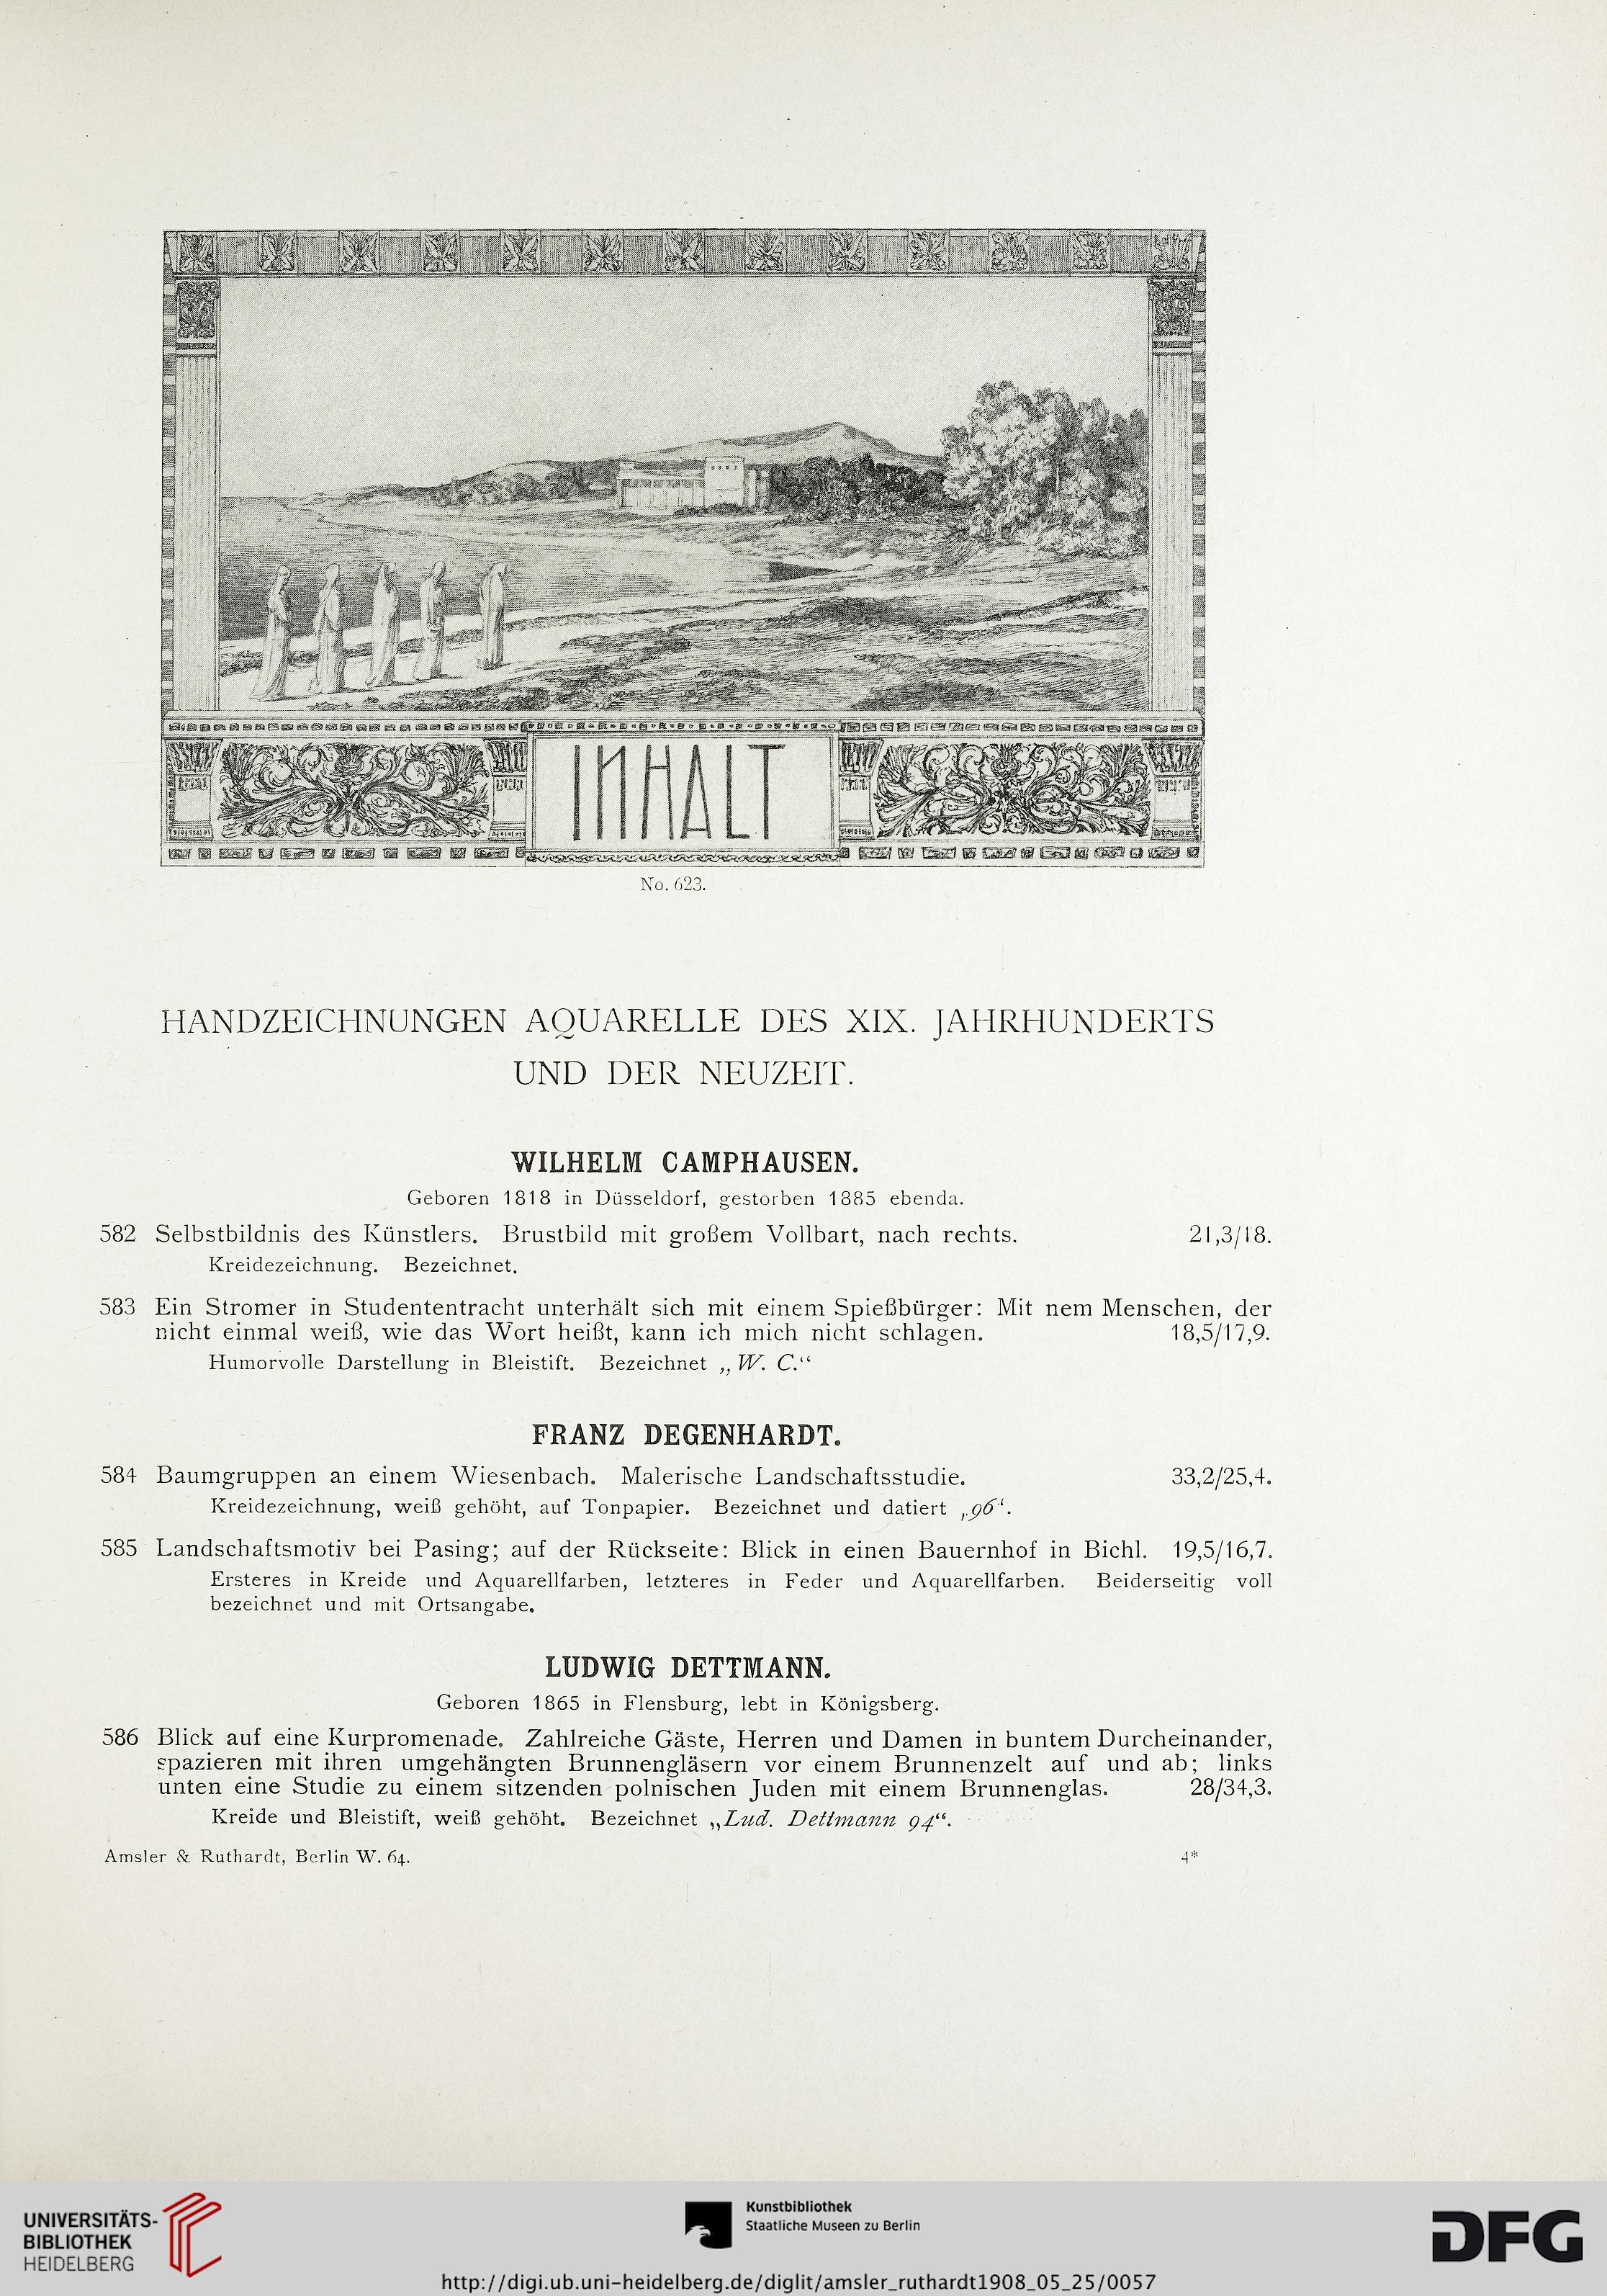 INHALT
No. 623.
HANDZEICHNUNGEN AQUARELLE DES XIX. JAHRHUNDERTS
UND DER NEUZEIT.
WILHELM CAMPHAUSEN.
Geboren 1818 in Düsseldorf, gestorben 1885 ebenda.
582 Selbstbildnis des Künstlers. Brustbild mit großem Vollbart, nach rechts. 21,3/18.
Kreidezeichnung. Bezeichnet.
583 Ein Stromer in Studententracht unterhält sich mit einem Spießbürger: Mit nem Menschen, der
nicht einmal weiß, wie das Wort heißt, kann ich mich nicht schlagen. 18,5/17,9.
Humorvolle Darstellung in Bleistift. Bezeichnet „W. C.“
FRANZ DEGENHARDT.
584 Baumgruppen an einem Wiesenbach. Malerische Landschaftsstudie. 33,2/25,4.
Kreidezeichnung, weiß gehöht, auf Tonpapier. Bezeichnet und datiert „96“.
585 Landschaftsmotiv bei Pasing; auf der Rückseite: Blick in einen Bauernhof in Bichl. 19,5/16,7.
Ersteres in Kreide und Aquarellfarben, letzteres in Feder und Aquarellfarben. Beiderseitig voll
bezeichnet und mit Ortsangabe.
LUDWIG DETTMANN.
Geboren 1865 in Flensburg, lebt in Königsberg.
586 Blick auf eine Kurpromenade. Zahlreiche Gäste, Herren und Damen in buntem Durcheinander,
spazieren mit ihren umgehängten Brunnengläsern vor einem Brunnenzelt auf und ab; links
unten eine Studie zu einem sitzenden polnischen Juden mit einem Brunnenglas. 28/34,3.
Kreide und Bleistift, weiß gehöht. Bezeichnet „Lud. Dettmann 94“.
Amsler & Ruthardt, Berlin W. 64. 4*
UNIVERSITÄTS-
BIBLIOTHEK
HEIDELBERG
Kunstbibliothek
Staatliche Museen zu Berlin
DFG
http://digi.ub.uni-heidelberg.de/diglit/amsler_ruthardt1908_05_25/0057